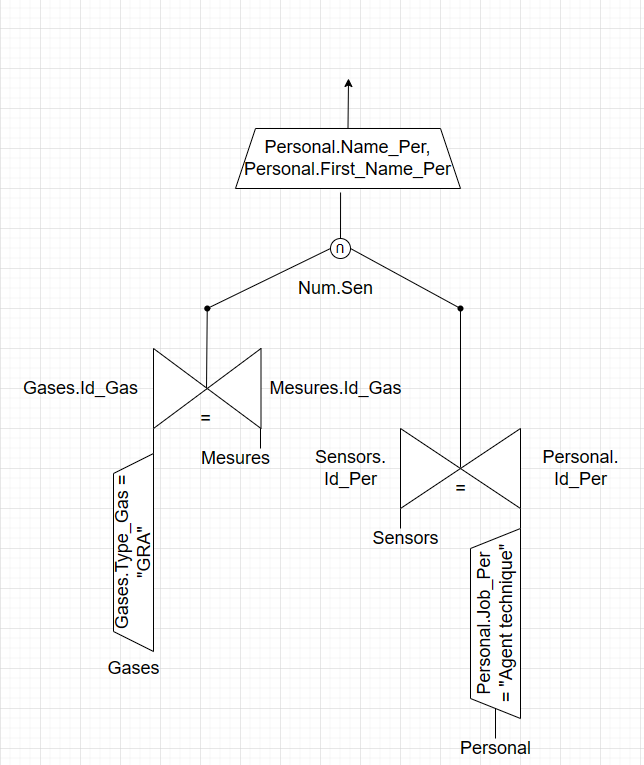 Personal.Name_Per,
Personal.First_Name_Per
∩
Num.Sen
Gases.Id_Gas
Mesures.Id_Gas
=
Mesures
Sensors.
Id_Per
Personal.
Id_Per
=
Sensors
Gases.Type_Gas =
"GRA"
Personal.Job_Per
= "Agent technique"
Gases
Personal